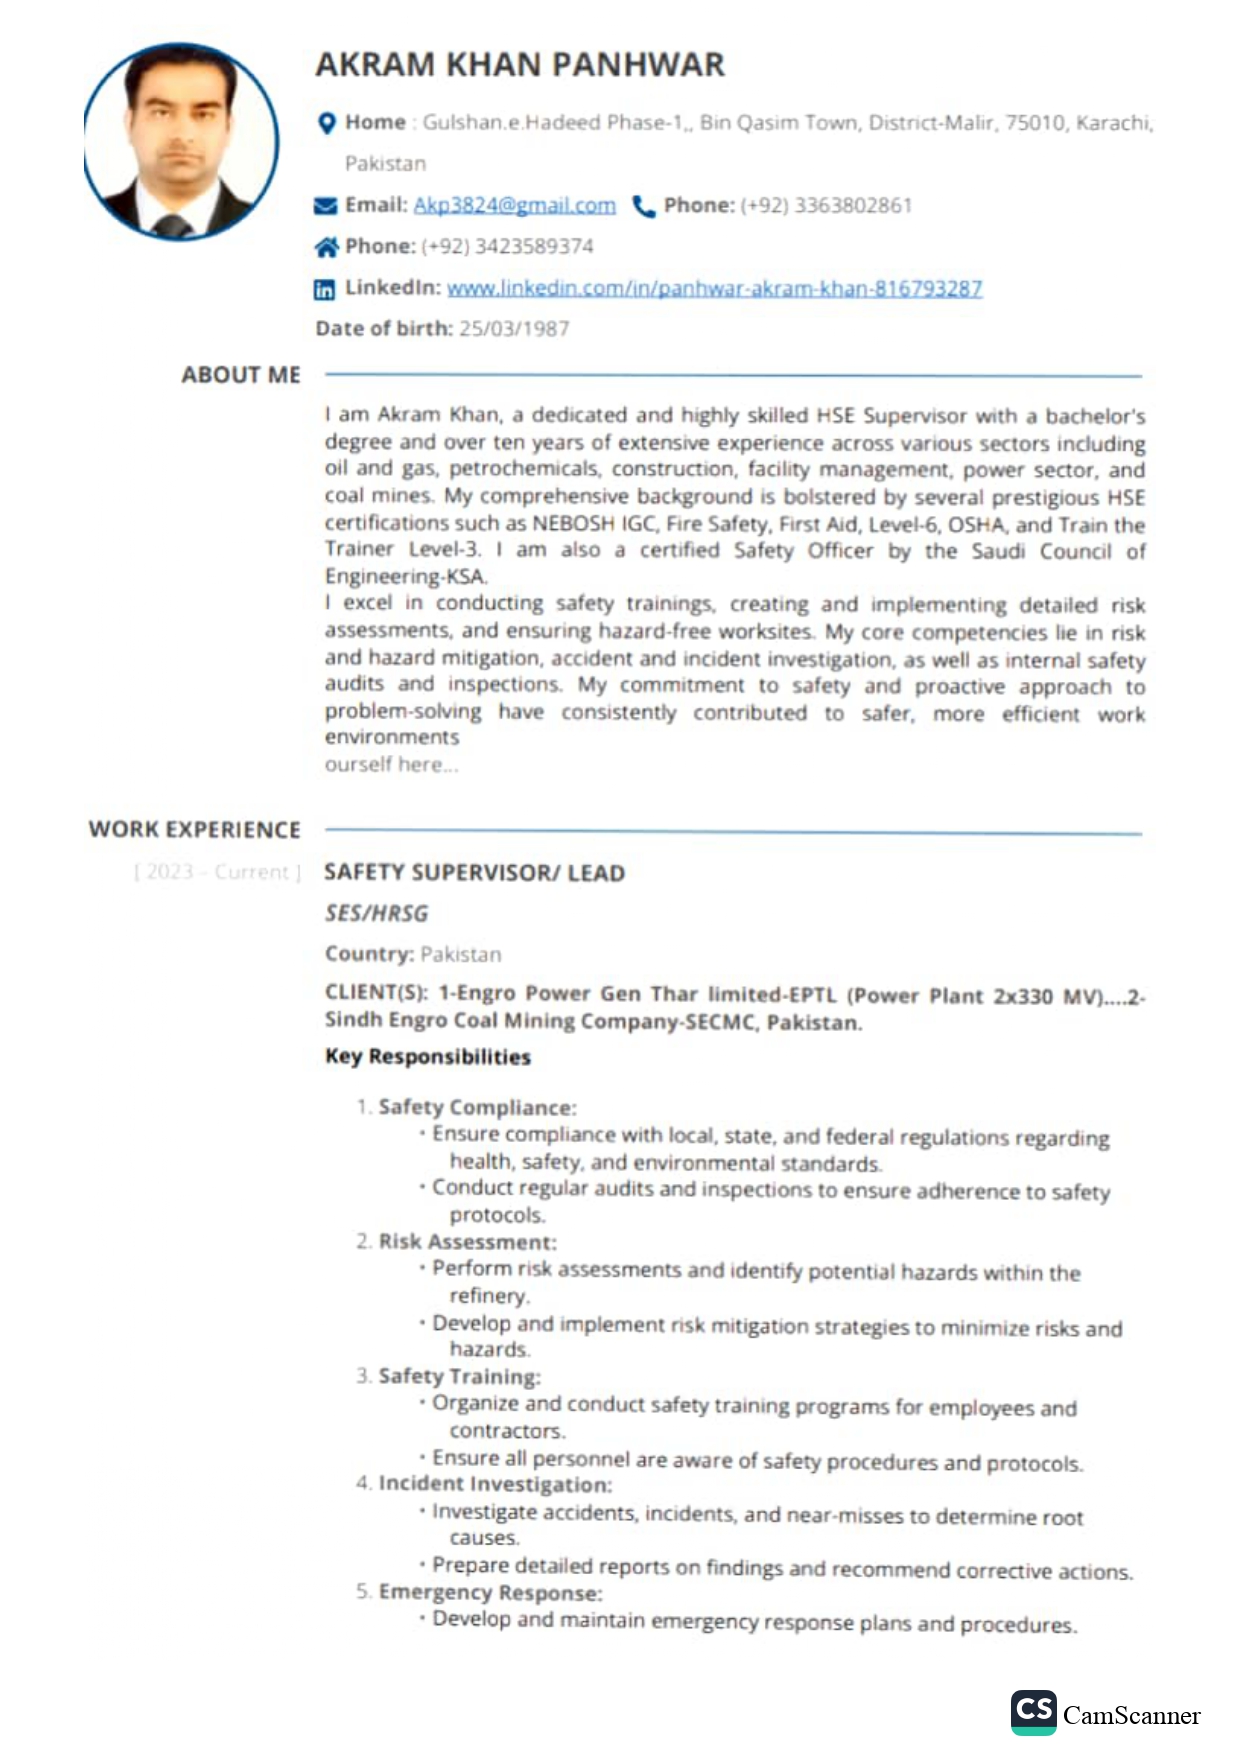 AKRAM KHAN PANHWAR
Home : Gulshan.e.Hadeed Phase-1,, Bin Qasim Town, District-Malir, 75010, Karachi,
Pakistan
Email: Akp3824@gmail.com Phone: (+92) 3363802861
Phone: (+92) 3423589374
in LinkedIn: www.linkedin.com/in/panhwar-akram-khan-816793287
Date of birth: 25/03/1987
ABOUT ME
I am Akram Khan, a dedicated and highly skilled HSE Supervisor with a bachelor's
degree and over ten years of extensive experience across various sectors including
oil and gas, petrochemicals, construction, facility management, power sector, and
coal mines. My comprehensive background is bolstered by several prestigious HSE
certifications such as NEBOSH IGC, Fire Safety, First Aid, Level-6, OSHA, and Train the
Trainer Level-3. I am also a certified Safety Officer by the Saudi Council of
Engineering-KSA.
I excel in conducting safety trainings, creating and implementing detailed risk
assessments, and ensuring hazard-free worksites. My core competencies lie in risk
and hazard mitigation, accident and incident investigation, as well as internal safety
audits and inspections. My commitment to safety and proactive approach to
problem-solving have consistently contributed to safer, more efficient work
environments
ourself here...
WORK EXPERIENCE
[ 2023 – Current ] SAFETY SUPERVISOR/ LEAD
SES/HRSG
Country: Pakistan
CLIENT(S): 1-Engro Power Gen Thar limited-EPTL (Power Plant 2x330 MV)....2-
Sindh Engro Coal Mining Company-SECMC, Pakistan.
Key Responsibilities
1. Safety Compliance:
• Ensure compliance with local, state, and federal regulations regarding
health, safety, and environmental standards.
• Conduct regular audits and inspections to ensure adherence to safety
protocols.
2. Risk Assessment:
• Perform risk assessments and identify potential hazards within the
refinery.
• Develop and implement risk mitigation strategies to minimize risks and
hazards.
3. Safety Training:
• Organize and conduct safety training programs for employees and
contractors.
• Ensure all personnel are aware of safety procedures and protocols.
4. Incident Investigation:
• Investigate accidents, incidents, and near-misses to determine root
causes.
• Prepare detailed reports on findings and recommend corrective actions.
5. Emergency Response:
• Develop and maintain emergency response plans and procedures.
CS CamScanner